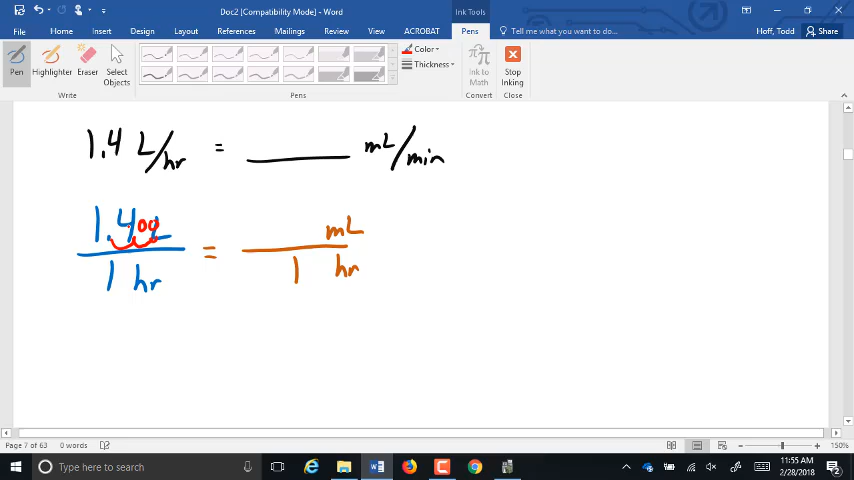 Doc2 [Compatibility Mode] - Word
Ink Tools
File Home Insert Design Layout References Mailings Review View ACROBAT Pens Tell me what you want to do... Hoff, Todd Share
Pen Highlighter Eraser Select Objects
Color
Thickness
Ink to Math
Stop Inking
Write Pens Convert Close
1.4 L/hr = ______ mL/min
1.400 L = mL
1 hr 1 hr
Page 7 of 63 0 words 150%
Type here to search
11:55 AM
2/28/2018
2